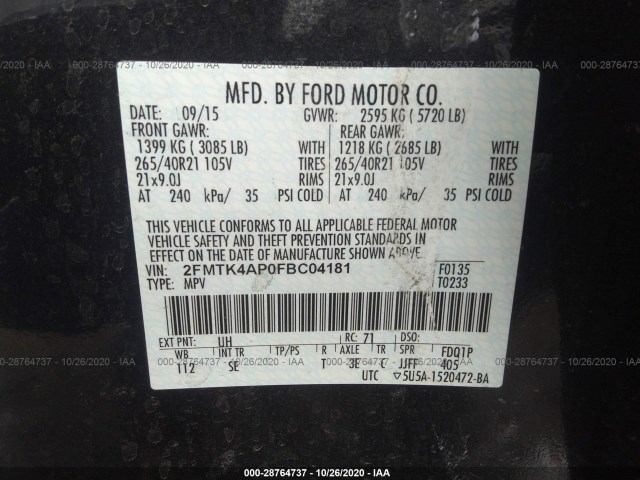 000-28764737 - 10/26/2020 - IAA
MFD. BY FORD MOTOR CO.
DATE: 09/15 GVWR: 2595 KG ( 5720 LB)
FRONT GAWR: REAR GAWR:
1399 KG ( 3085 LB) WITH 1218 KG ( 2685 LB) WITH
265/40R21 105V TIRES 265/40R21 105V TIRES
21x9.0J RIMS 21x9.0J RIMS
AT 240 kPa/ 35 PSI COLD AT 240 kPa/ 35 PSI COLD
THIS VEHICLE CONFORMS TO ALL APPLICABLE FEDERAL MOTOR
VEHICLE SAFETY AND THEFT PREVENTION STANDARDS IN
EFFECT ON THE DATE OF MANUFACTURE SHOWN ABOVE.
VIN: 2FMTK4AP0FBC04181 F0135
TYPE: MPV T0233
EXT PNT: UH RC: 71 DSO:
WB INT TR TP/PS R AXLE TR SPR FDQ1P
112 SE T 3E C JJFF 405
UTC ▽5U5A-1520472-BA
000-28764737 - 10/26/2020 - IAA